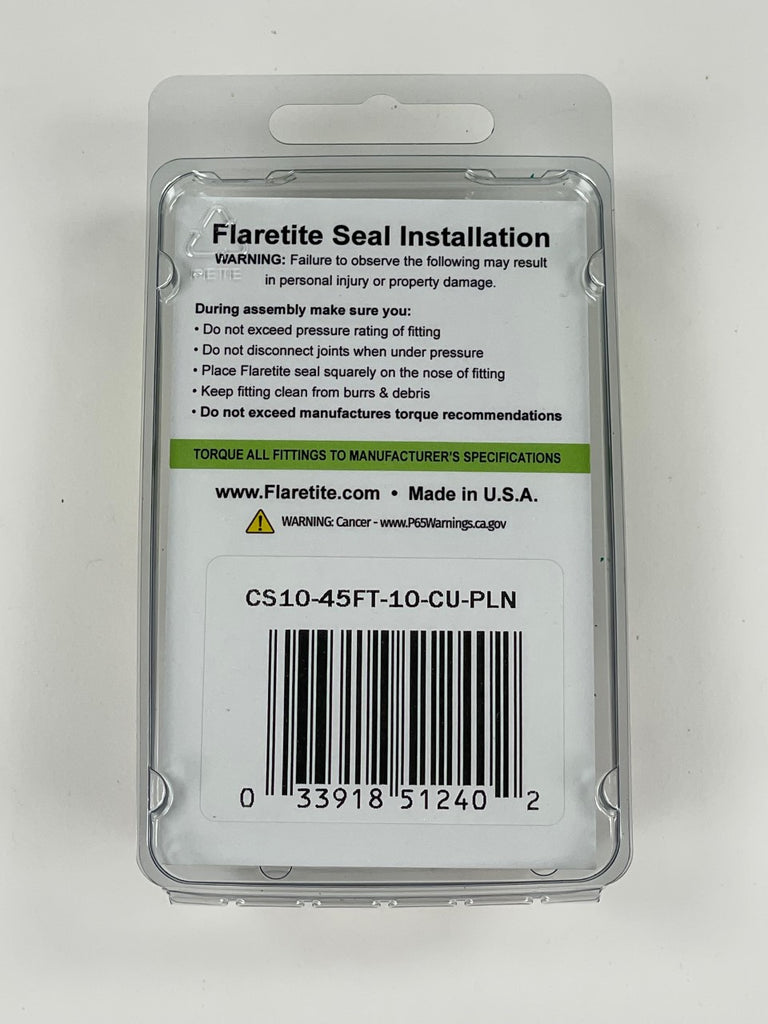 Flaretite Seal Installation
PETE
WARNING: Failure to observe the following may result
in personal injury or property damage.
During assembly make sure you:
• Do not exceed pressure rating of fitting
• Do not disconnect joints when under pressure
• Place Flaretite seal squarely on the nose of fitting
• Keep fitting clean from burrs & debris
• Do not exceed manufactures torque recommendations
TORQUE ALL FITTINGS TO MANUFACTURER'S SPECIFICATIONS
www.Flaretite.com • Made in U.S.A.
WARNING: Cancer - www.P65Warnings.ca.gov
CS10-45FT-10-CU-PLN
0 33918 51240 2